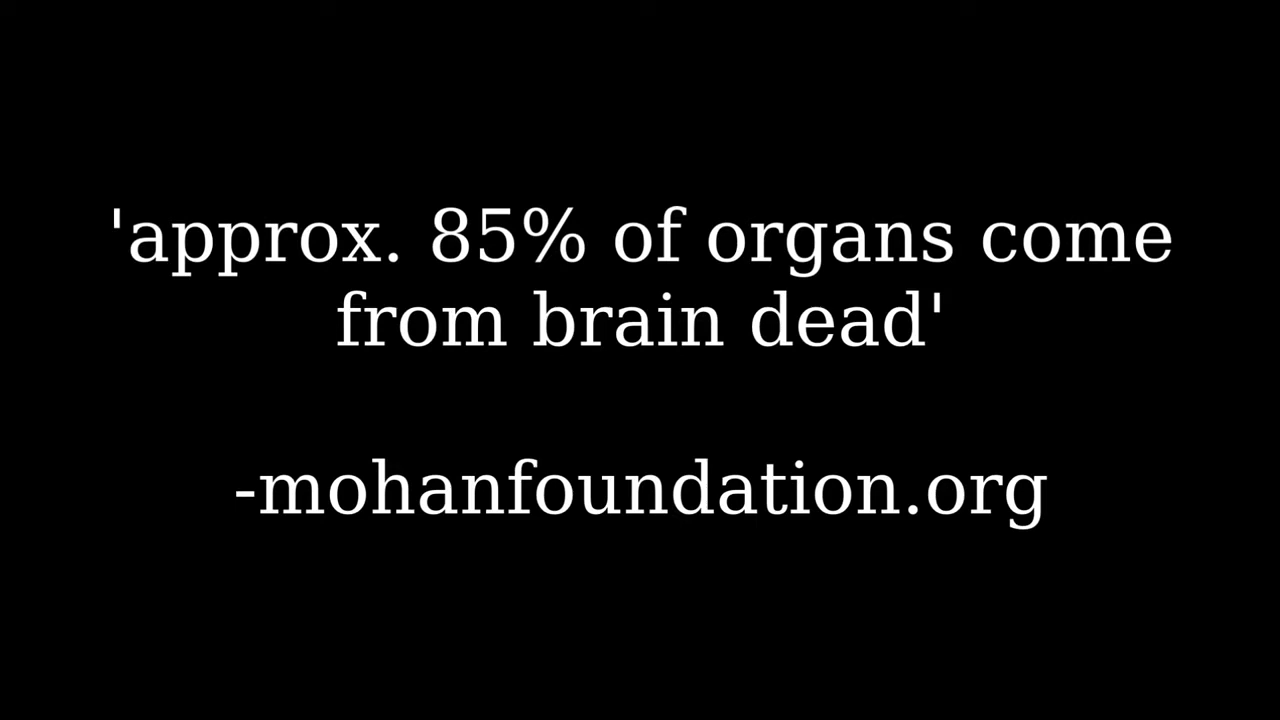 'approx. 85% of organs come
from brain dead'
-mohanfoundation.org